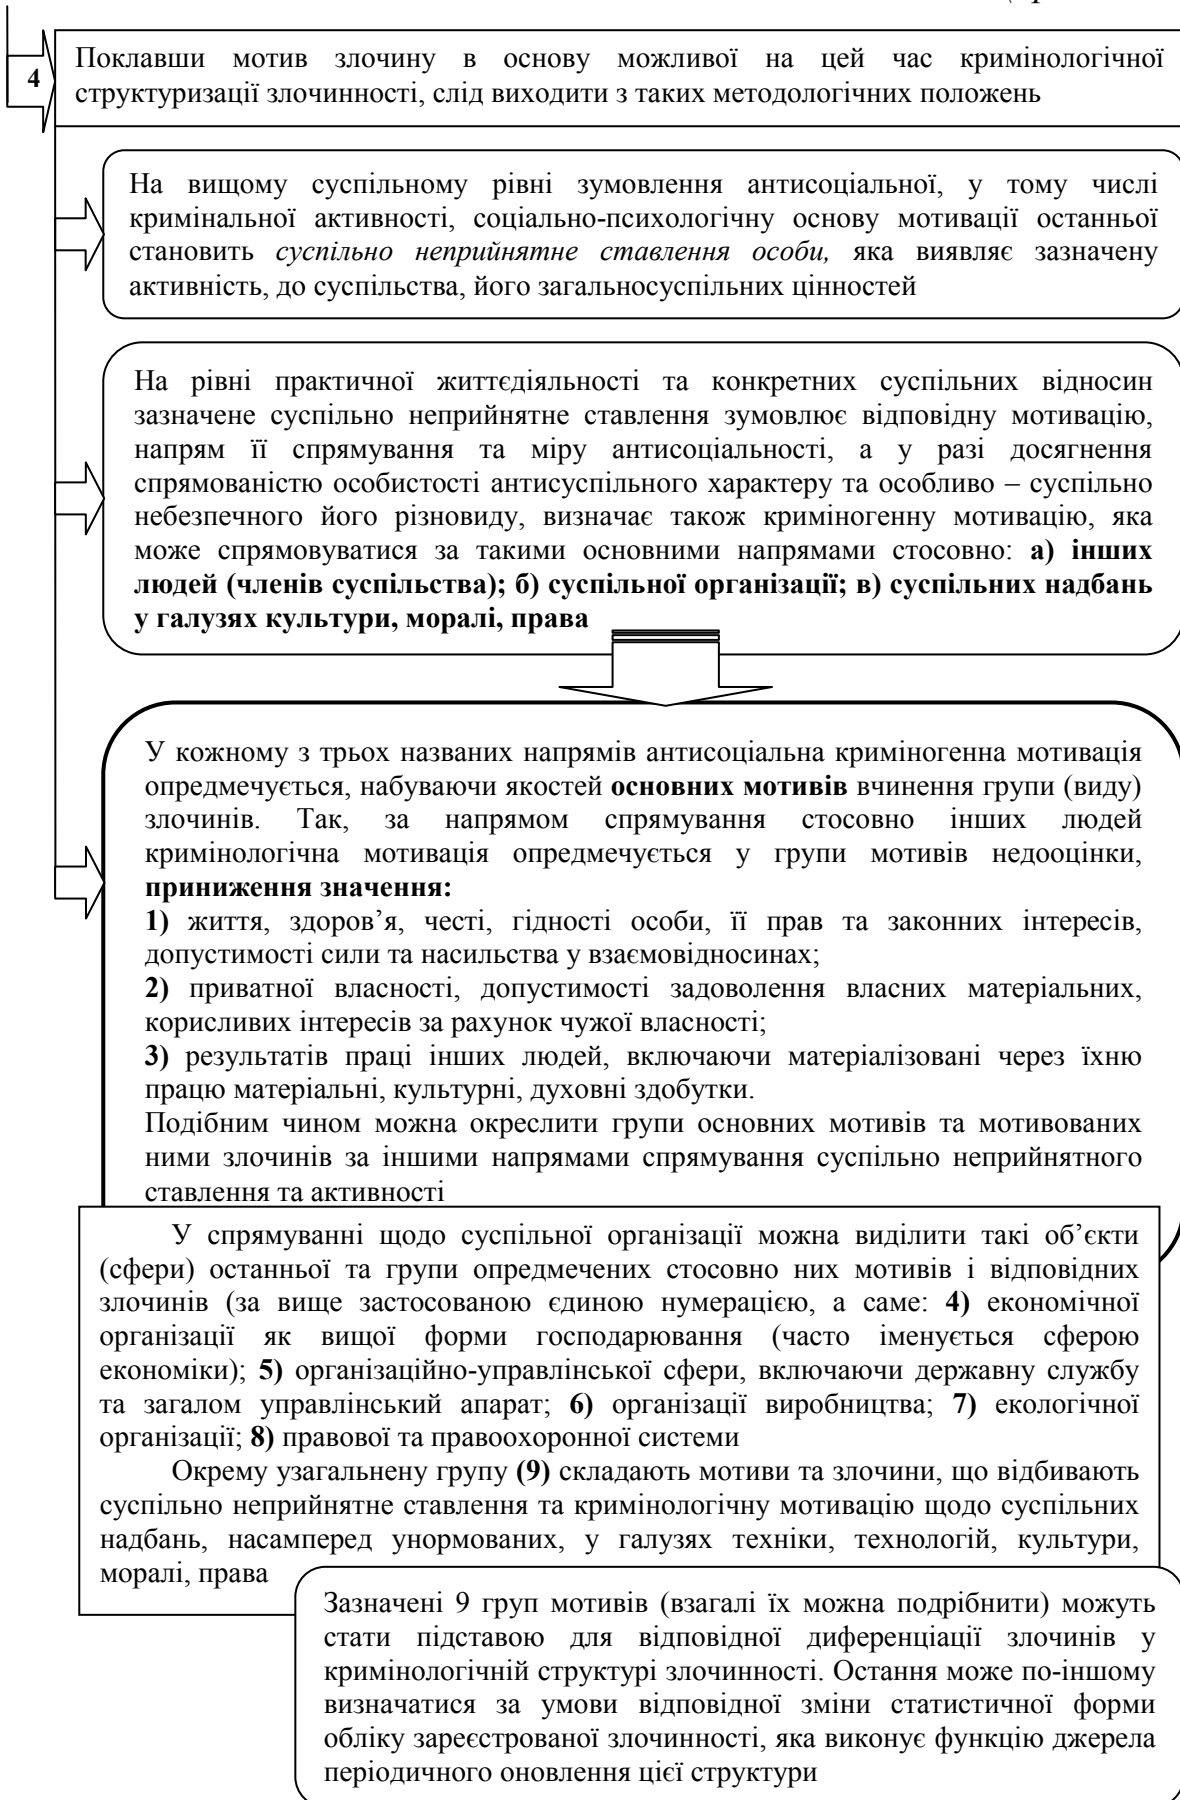 4
Поклавши мотив злочину в основу можливої на цей час кримінологічної
структуризації злочинності, слід виходити з таких методологічних положень
На вищому суспільному рівні зумовлення антисоціальної, у тому числі
кримінальної активності, соціально-психологічну основу мотивації останньої
становить суспільно неприйнятне ставлення особи, яка виявляє зазначену
активність, до суспільства, його загальносуспільних цінностей
На рівні практичної життєдіяльності та конкретних суспільних відносин
зазначене суспільно неприйнятне ставлення зумовлює відповідну мотивацію,
напрям її спрямування та міру антисоціальності, а у разі досягнення
спрямованістю особистості антисуспільного характеру та особливо – суспільно
небезпечного його різновиду, визначає також криміногенну мотивацію, яка
може спрямовуватися за такими основними напрямами стосовно: а) інших
людей (членів суспільства); б) суспільної організації; в) суспільних надбань
у галузях культури, моралі, права
У кожному з трьох названих напрямів антисоціальна криміногенна мотивація
опредмечується, набуваючи якостей основних мотивів вчинення групи (виду)
злочинів. Так, за напрямом спрямування стосовно інших людей
кримінологічна мотивація опредмечується у групи мотивів недооцінки,
приниження значення:
1) життя, здоров’я, честі, гідності особи, її прав та законних інтересів,
допустимості сили та насильства у взаємовідносинах;
2) приватної власності, допустимості задоволення власних матеріальних,
корисливих інтересів за рахунок чужої власності;
3) результатів праці інших людей, включаючи матеріалізовані через їхню
працю матеріальні, культурні, духовні здобутки.
Подібним чином можна окреслити групи основних мотивів та мотивованих
ними злочинів за іншими напрямами спрямування суспільно неприйнятного
ставлення та активності
У спрямуванні щодо суспільної організації можна виділити такі об’єкти
(сфери) останньої та групи опредмечених стосовно них мотивів і відповідних
злочинів (за вище застосованою єдиною нумерацією, а саме: 4) економічної
організації як вищої форми господарювання (часто іменується сферою
економіки); 5) організаційно-управлінської сфери, включаючи державну службу
та загалом управлінський апарат; 6) організації виробництва; 7) екологічної
організації; 8) правової та правоохоронної системи
Окрему узагальнену групу (9) складають мотиви та злочини, що відбивають
суспільно неприйнятне ставлення та кримінологічну мотивацію щодо суспільних
надбань, насамперед унормованих, у галузях техніки, технологій, культури,
моралі, права
Зазначені 9 груп мотивів (взагалі їх можна подрібнити) можуть
стати підставою для відповідної диференціації злочинів у
кримінологічній структурі злочинності. Остання може по-іншому
визначатися за умови відповідної зміни статистичної форми
обліку зареєстрованої злочинності, яка виконує функцію джерела
періодичного оновлення цієї структури